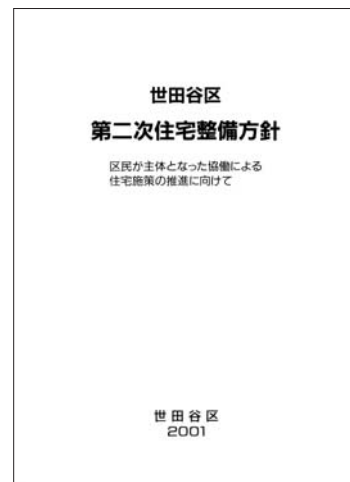 世田谷区
第二次住宅整備方針
区民が主体となった協働による
住宅施策の推進に向けて
世田谷区
2001